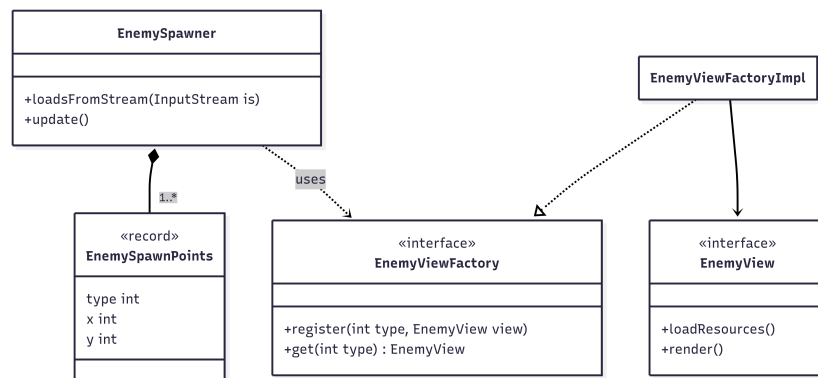 EnemySpawner
+loadsFromStream(InputStream is)
+update()
EnemyViewFactoryImpl
uses
1..*
«record»
EnemySpawnPoints
type int
x int
y int
«interface»
EnemyViewFactory
+register(int type, EnemyView view)
+get(int type) : EnemyView
«interface»
EnemyView
+loadResources()
+render()